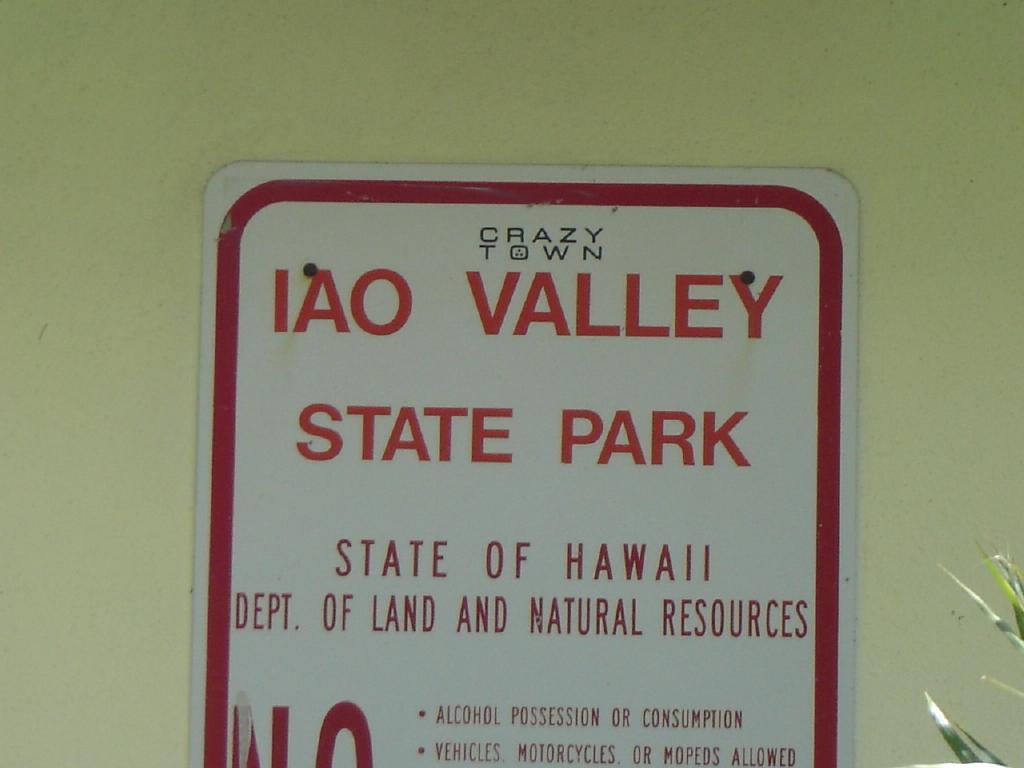 CRAZY
TOWN
IAO VALLEY
STATE PARK
STATE OF HAWAII
DEPT. OF LAND AND NATURAL RESOURCES
NO
• ALCOHOL POSSESSION OR CONSUMPTION
• VEHICLES, MOTORCYCLES, OR MOPEDS ALLOWED